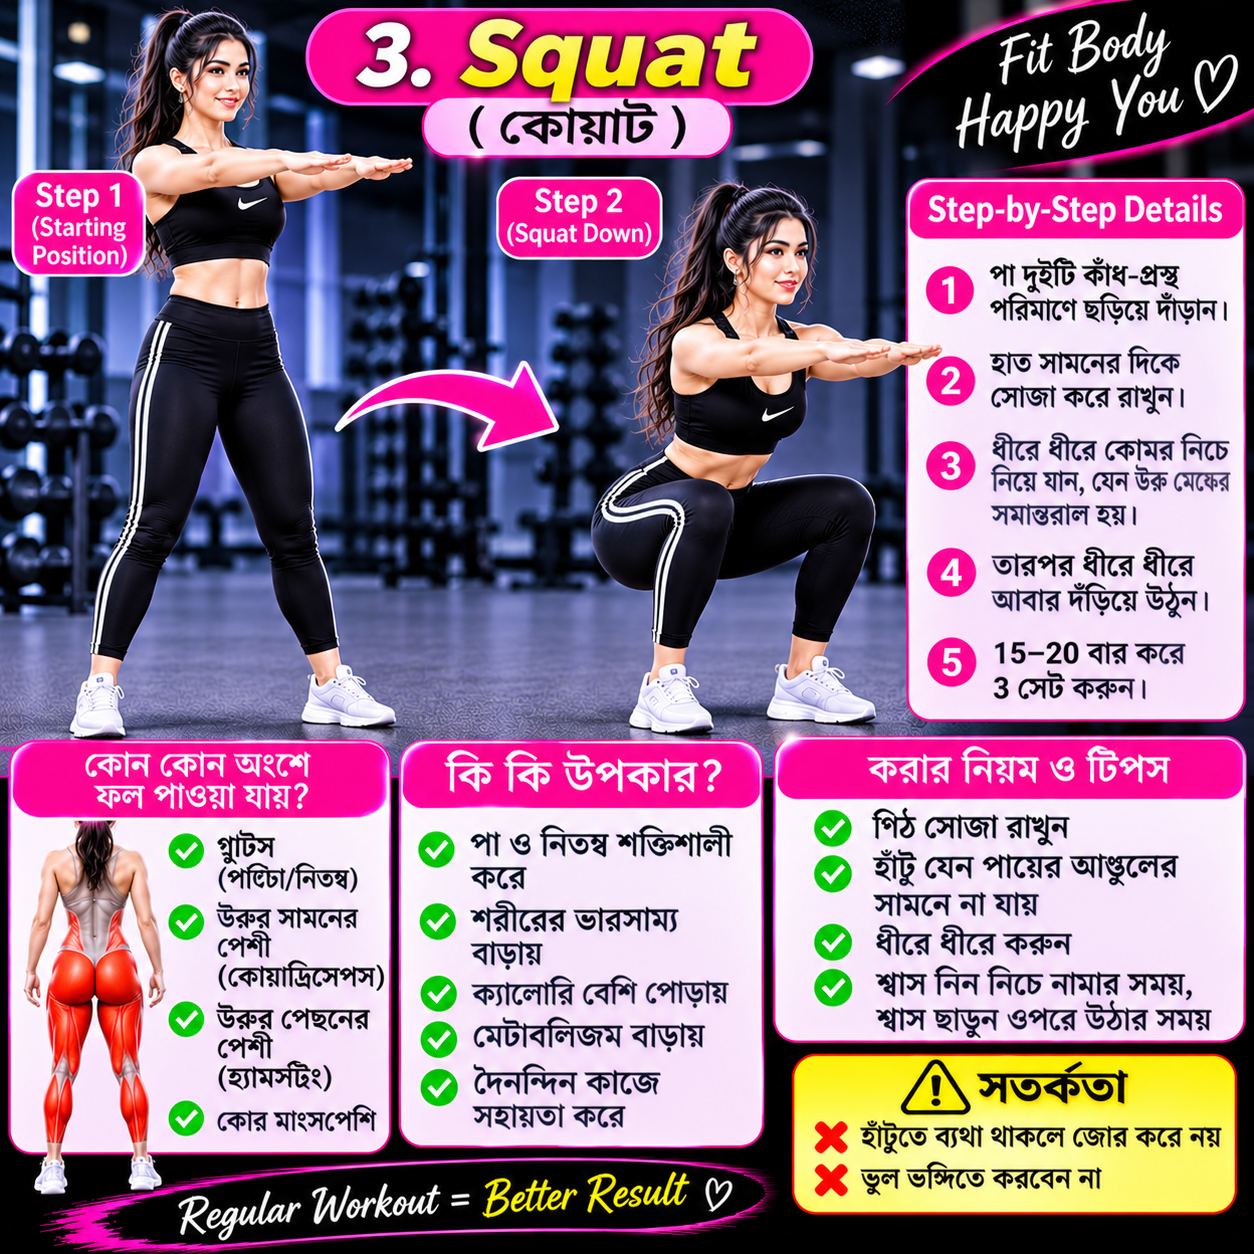 3. Squat
( কোয়াট )
Fit Body
Happy You
Step 1
(Starting
Position)
Step 2
(Squat Down)
Step-by-Step Details
1
পা দুইটি কাঁধ-প্রস্থ
পরিমাণে ছড়িয়ে দাঁড়ান।
2
হাত সামনের দিকে
সোজা করে রাখুন।
3
ধীরে ধীরে কোমর নিচে
নিয়ে যান, যেন উরু মেঝের
সমান্তরাল হয়।
4
তারপর ধীরে ধীরে
আবার দাঁড়িয়ে উঠুন।
5
15–20 বার করে
3 সেট করুন।
কোন কোন অংশে
ফল পাওয়া যায়?
গ্লুটস
(/নিতম্ব)
উরুর সামনের
পেশী
(কোয়াড্রিসেপস)
উরুর পেছনের
পেশী
(হ্যামস্ট্রিং)
কোর মাংসপেশি
কি কি উপকার?
পা ও নিতম্ব শক্তিশালী
করে
শরীরের ভারসাম্য
বাড়ায়
ক্যালোরি বেশি পোড়ায়
মেটাবলিজম বাড়ায়
দৈনন্দিন কাজে
সহায়তা করে
করার নিয়ম ও টিপস
পিঠ সোজা রাখুন
হাঁটু যেন পায়ের আঙুলের
সামনে না যায়
ধীরে ধীরে করুন
শ্বাস নিন নিচে নামার সময়,
শ্বাস ছাড়ুন ওপরে উঠার সময়
সতর্কতা
হাঁটুতে ব্যথা থাকলে জোর করে নয়
ভুল ভঙ্গিতে করবেন না
Regular Workout = Better Result